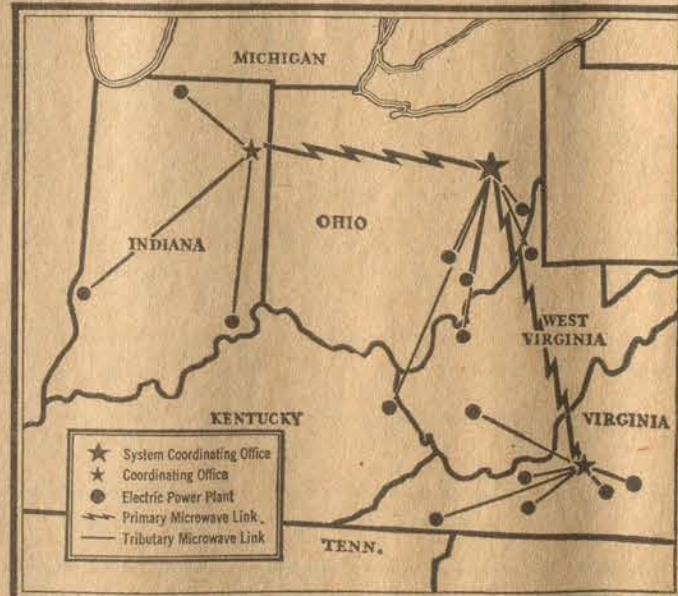 MICHIGAN
OHIO
INDIANA
WEST
VIRGINIA
KENTUCKY
VIRGINIA
System Coordinating Office
Coordinating Office
Electric Power Plant
Primary Microwave Link
Tributary Microwave Link
TENN.